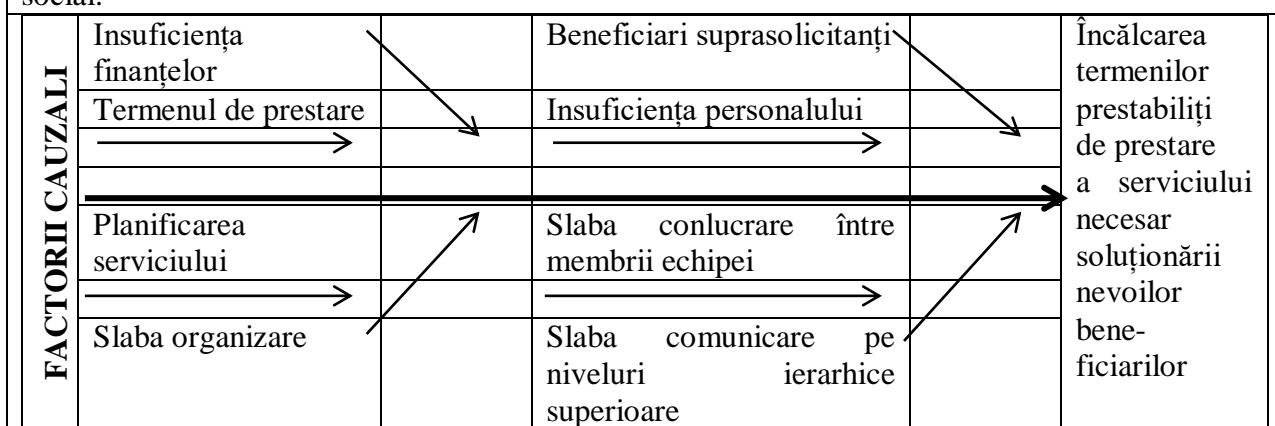 social.
FACTORII CAUZALI
Insuficiența
finanțelor
Termenul de prestare
Planificarea
serviciului
Slaba organizare
Beneficiari suprasolicitanți
Insuficiența personalului
Slaba conlucrare între
membrii echipei
Slaba comunicare pe
niveluri ierarhice
superioare
Încălcarea
termenilor
prestabiliți
de prestare
a serviciului
necesar
soluționării
nevoilor
bene-
ficiarilor